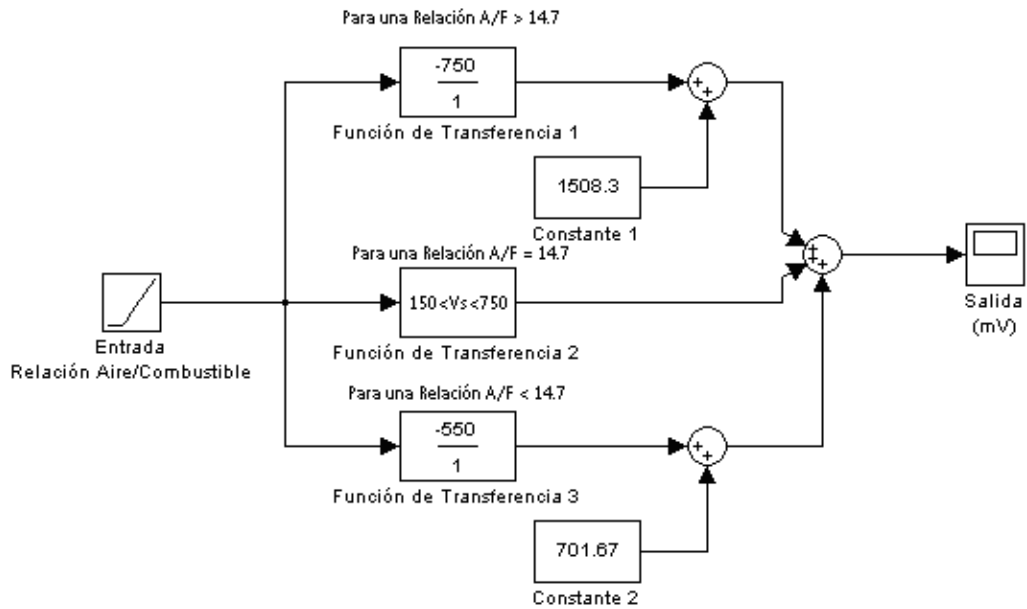 Para una Relación A/F > 14.7
-750
1
Función de Transferencia 1
+
+
1508.3
Constante 1
Para una Relación A/F = 14.7
150<Vs<750
Función de Transferencia 2
Entrada
Relación Aire/Combustible
+
+
+
Salida
(mV)
Para una Relación A/F < 14.7
-550
1
Función de Transferencia 3
+
+
701.67
Constante 2